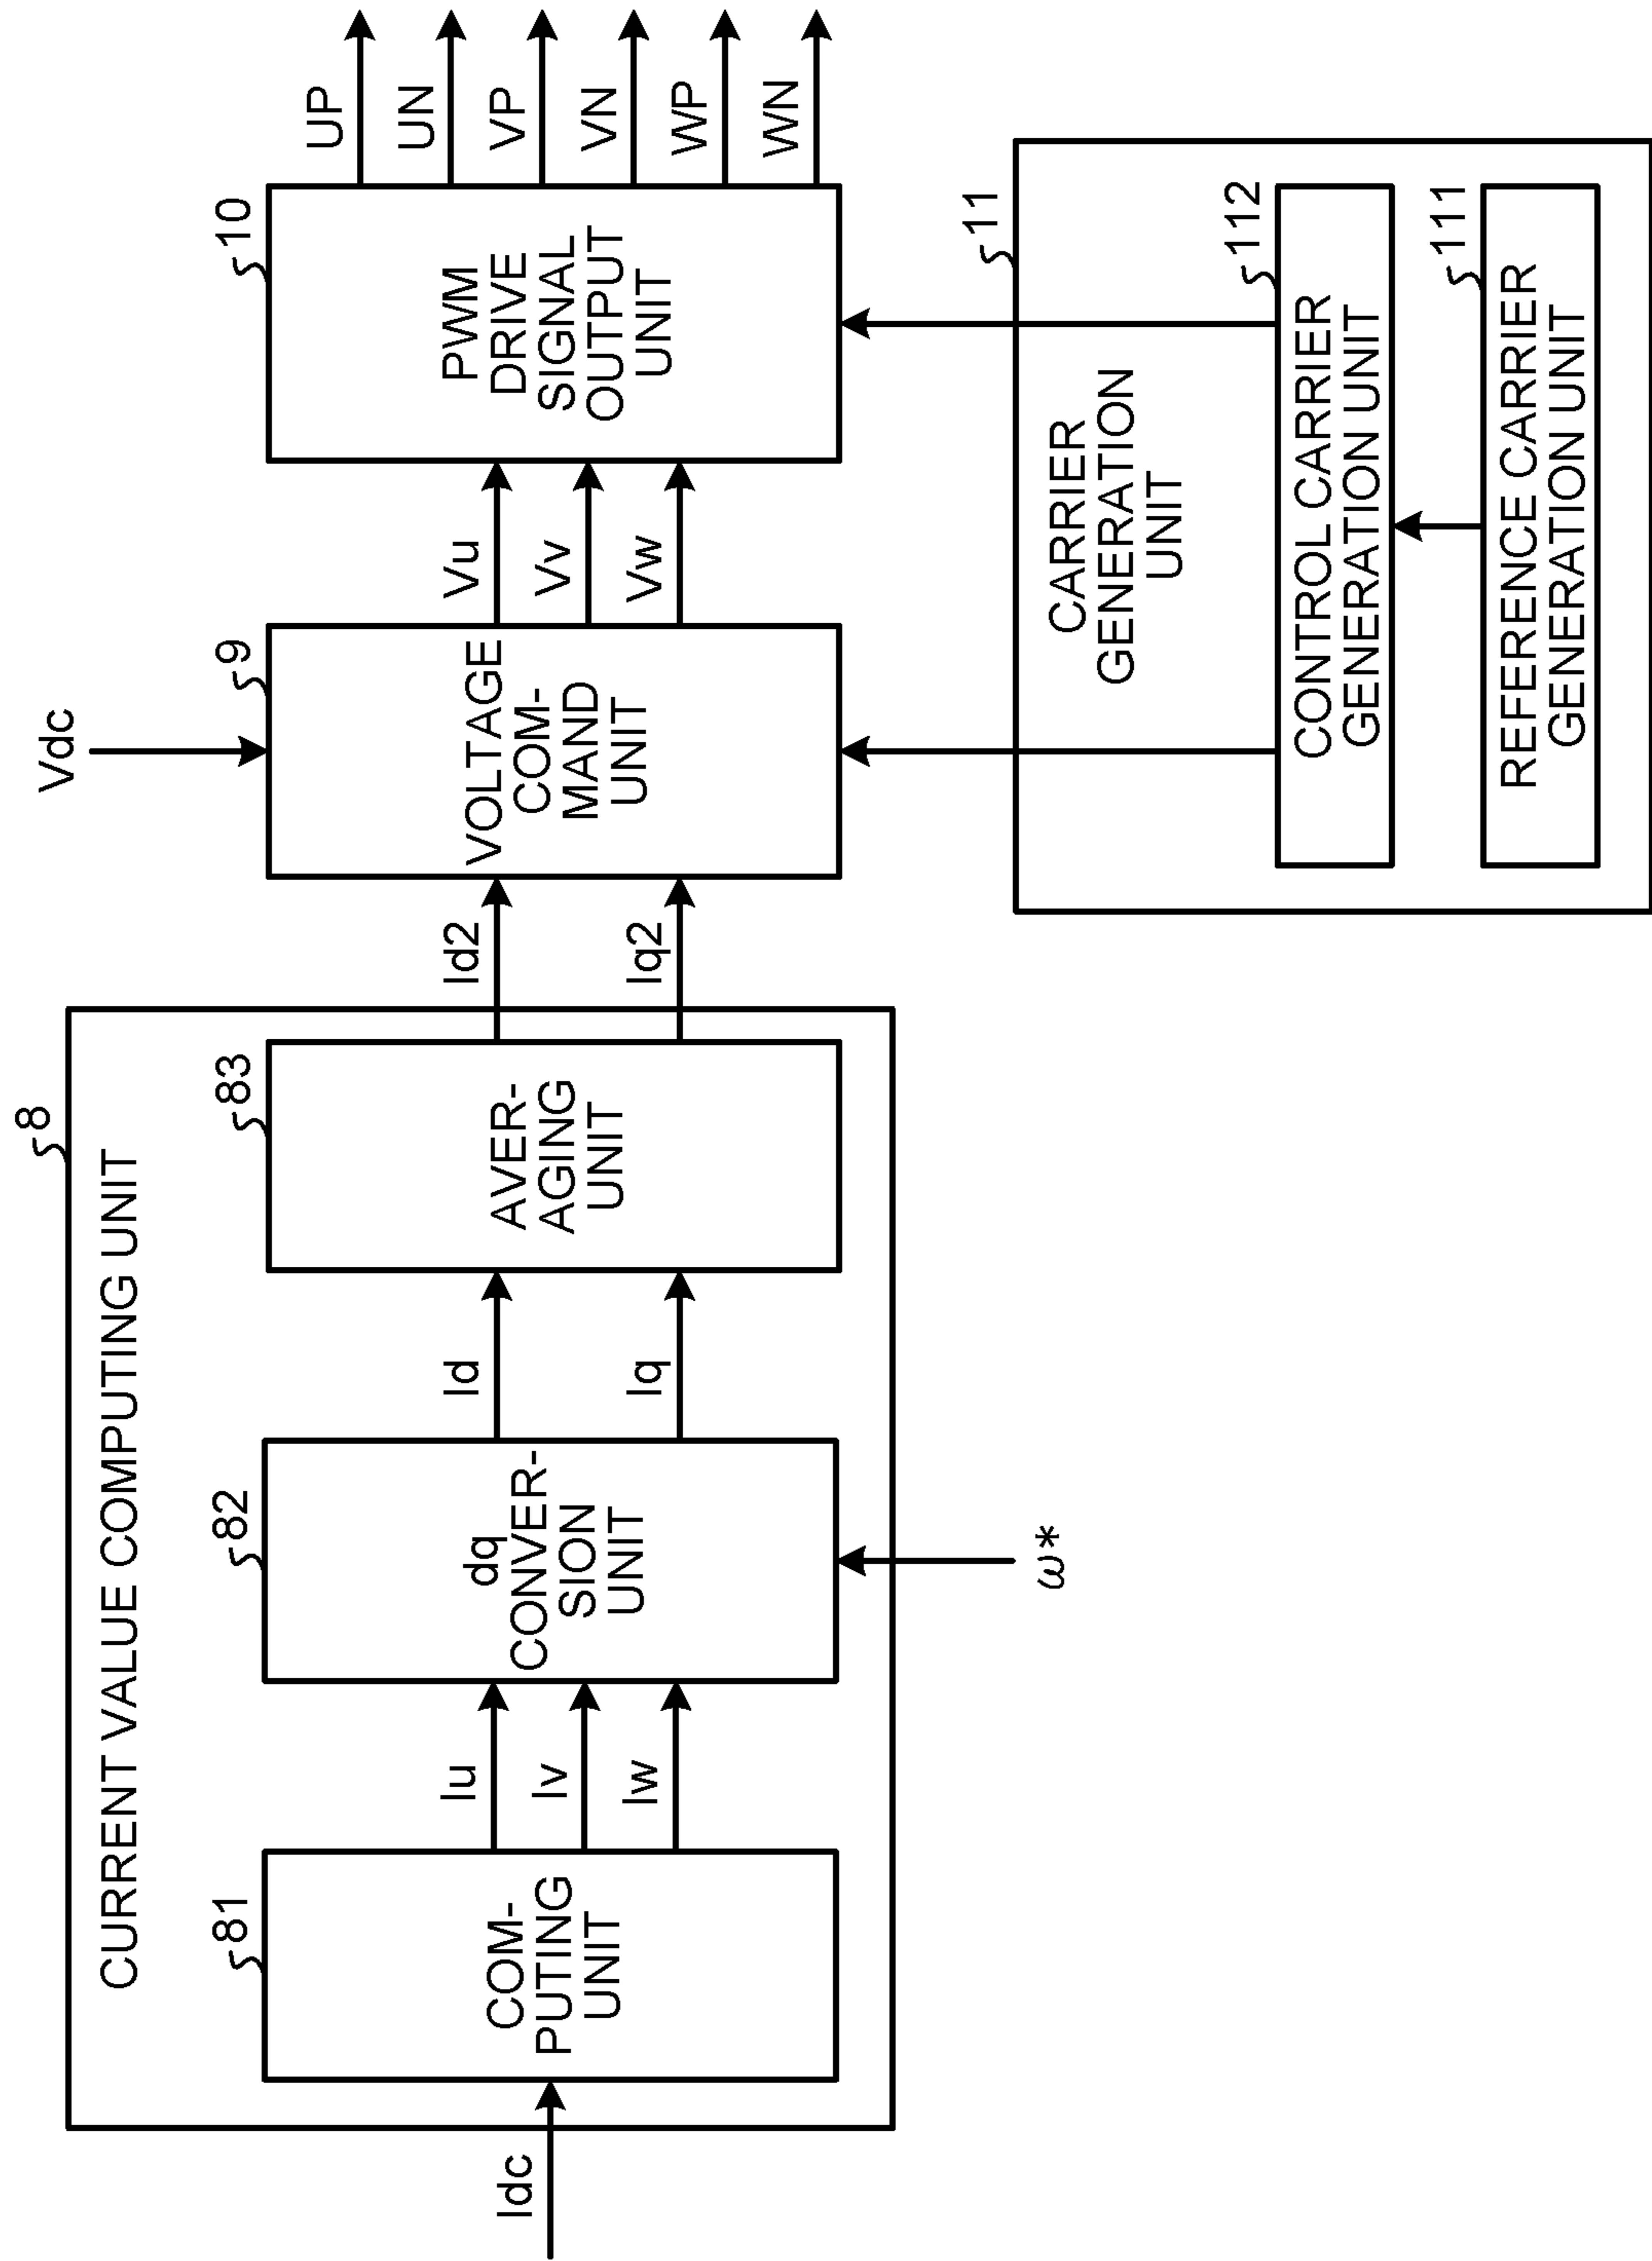 8
CURRENT VALUE COMPUTING UNIT
Idc
81
COM-
PUTING
UNIT
Iu
Iv
Iw
82
dq
CONVER-
SION
UNIT
ω*
Id
Iq
83
AVER-
AGING
UNIT
Id2
Iq2
Vdc
9
VOLTAGE
COM-
MAND
UNIT
Vu
Vv
Vw
10
PWM
DRIVE
SIGNAL
OUTPUT
UNIT
UP
UN
VP
VN
WP
WN
11
CARRIER
GENERATION
UNIT
112
CONTROL CARRIER
GENERATION UNIT
111
REFERENCE CARRIER
GENERATION UNIT